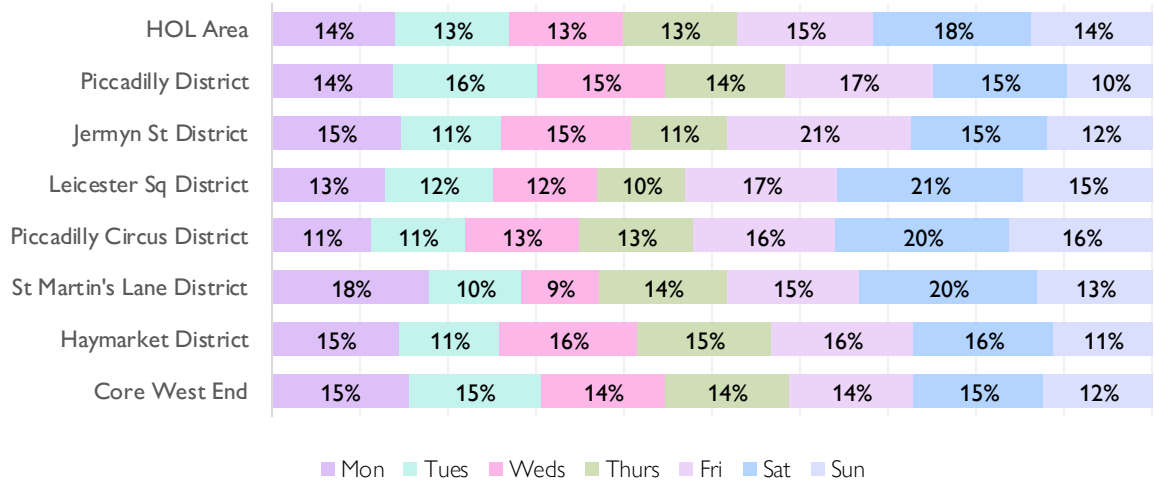 HOL Area 14% 13% 13% 13% 15% 18% 14%
Piccadilly District 14% 16% 15% 14% 17% 15% 10%
Jermyn St District 15% 11% 15% 11% 21% 15% 12%
Leicester Sq District 13% 12% 12% 10% 17% 21% 15%
Piccadilly Circus District 11% 11% 13% 13% 16% 20% 16%
St Martin's Lane District 18% 10% 9% 14% 15% 20% 13%
Haymarket District 15% 11% 16% 15% 16% 16% 11%
Core West End 15% 15% 14% 14% 14% 15% 12%
Mon Tues Weds Thurs Fri Sat Sun